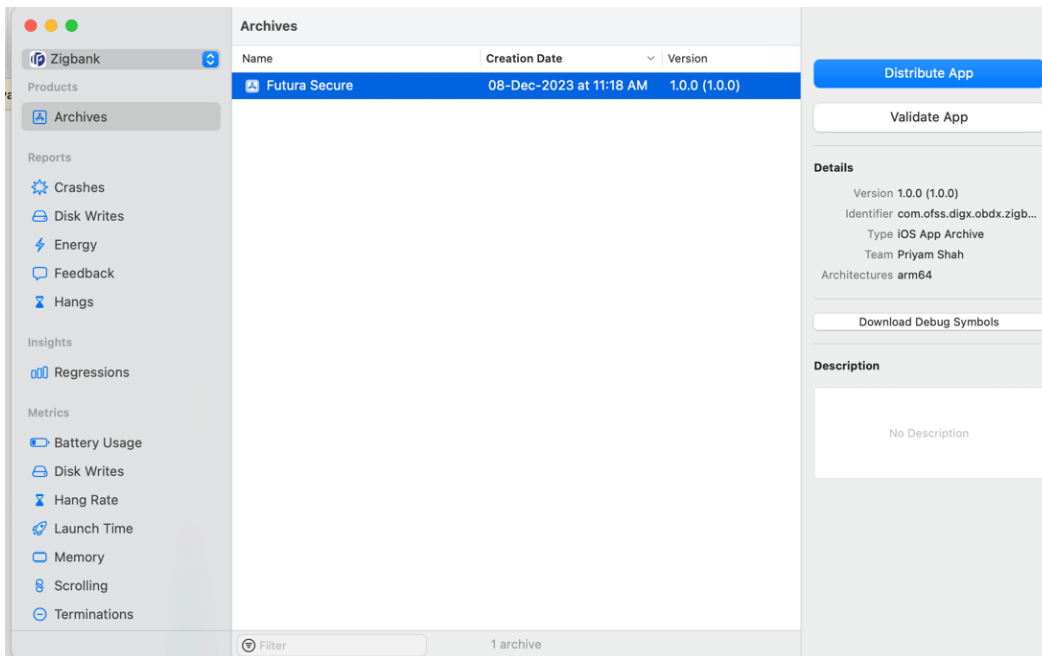 Zigbank
Products
Archives
Reports
Crashes
Disk Writes
Energy
Feedback
Hangs
Insights
Regressions
Metrics
Battery Usage
Disk Writes
Hang Rate
Launch Time
Memory
Scrolling
Terminations
Archives
Name Creation Date Version
Futura Secure 08-Dec-2023 at 11:18 AM 1.0.0 (1.0.0)
Filter 1 archive
Distribute App
Validate App
Details
Version 1.0.0 (1.0.0)
Identifier com.ofss.digx.obdx.zigb...
Type iOS App Archive
Team Priyam Shah
Architectures arm64
Download Debug Symbols
Description
No Description